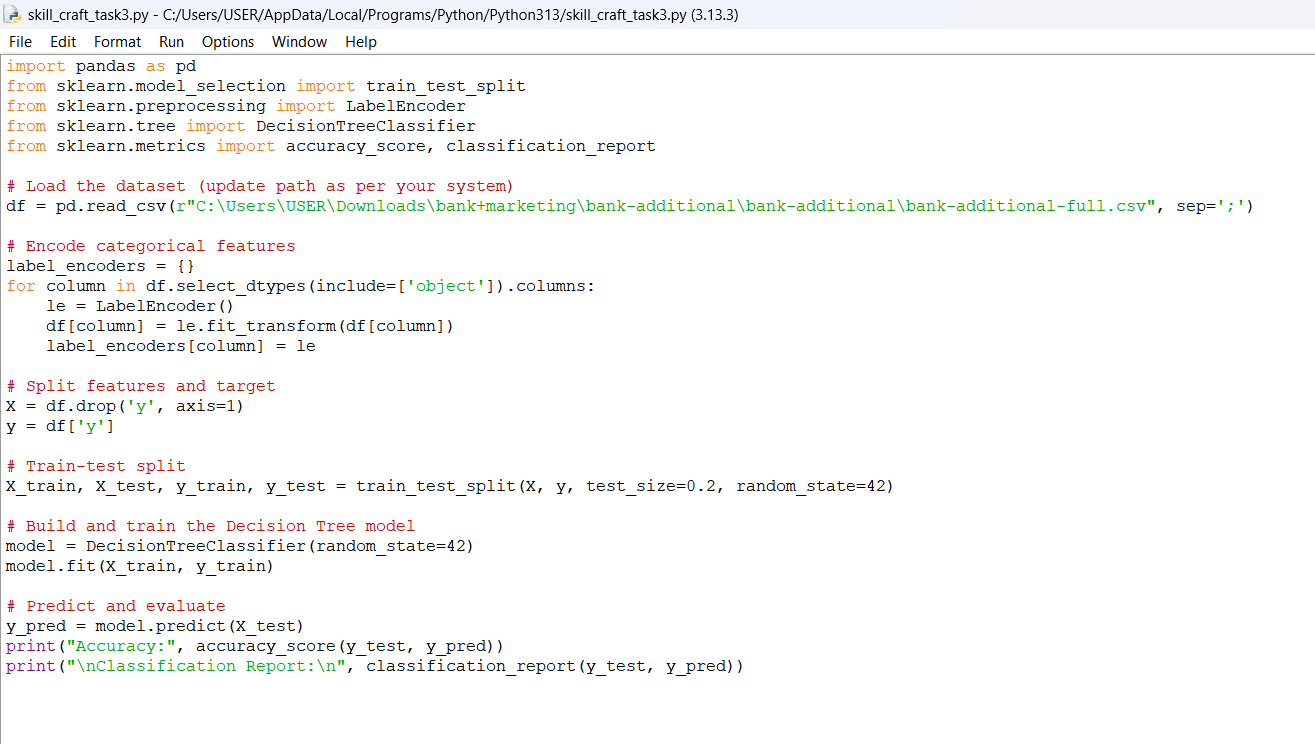 skill_craft_task3.py - C:/Users/USER/AppData/Local/Programs/Python/Python313/skill_craft_task3.py (3.13.3)
File Edit Format Run Options Window Help
import pandas as pd
from sklearn.model_selection import train_test_split
from sklearn.preprocessing import LabelEncoder
from sklearn.tree import DecisionTreeClassifier
from sklearn.metrics import accuracy_score, classification_report

# Load the dataset (update path as per your system)
df = pd.read_csv(r"C:\Users\USER\Downloads\bank+marketing\bank-additional\bank-additional\bank-additional-full.csv", sep=';')

# Encode categorical features
label_encoders = {}
for column in df.select_dtypes(include=['object']).columns:
    le = LabelEncoder()
    df[column] = le.fit_transform(df[column])
    label_encoders[column] = le

# Split features and target
X = df.drop('y', axis=1)
y = df['y']

# Train-test split
X_train, X_test, y_train, y_test = train_test_split(X, y, test_size=0.2, random_state=42)

# Build and train the Decision Tree model
model = DecisionTreeClassifier(random_state=42)
model.fit(X_train, y_train)

# Predict and evaluate
y_pred = model.predict(X_test)
print("Accuracy:", accuracy_score(y_test, y_pred))
print("\nClassification Report:\n", classification_report(y_test, y_pred))